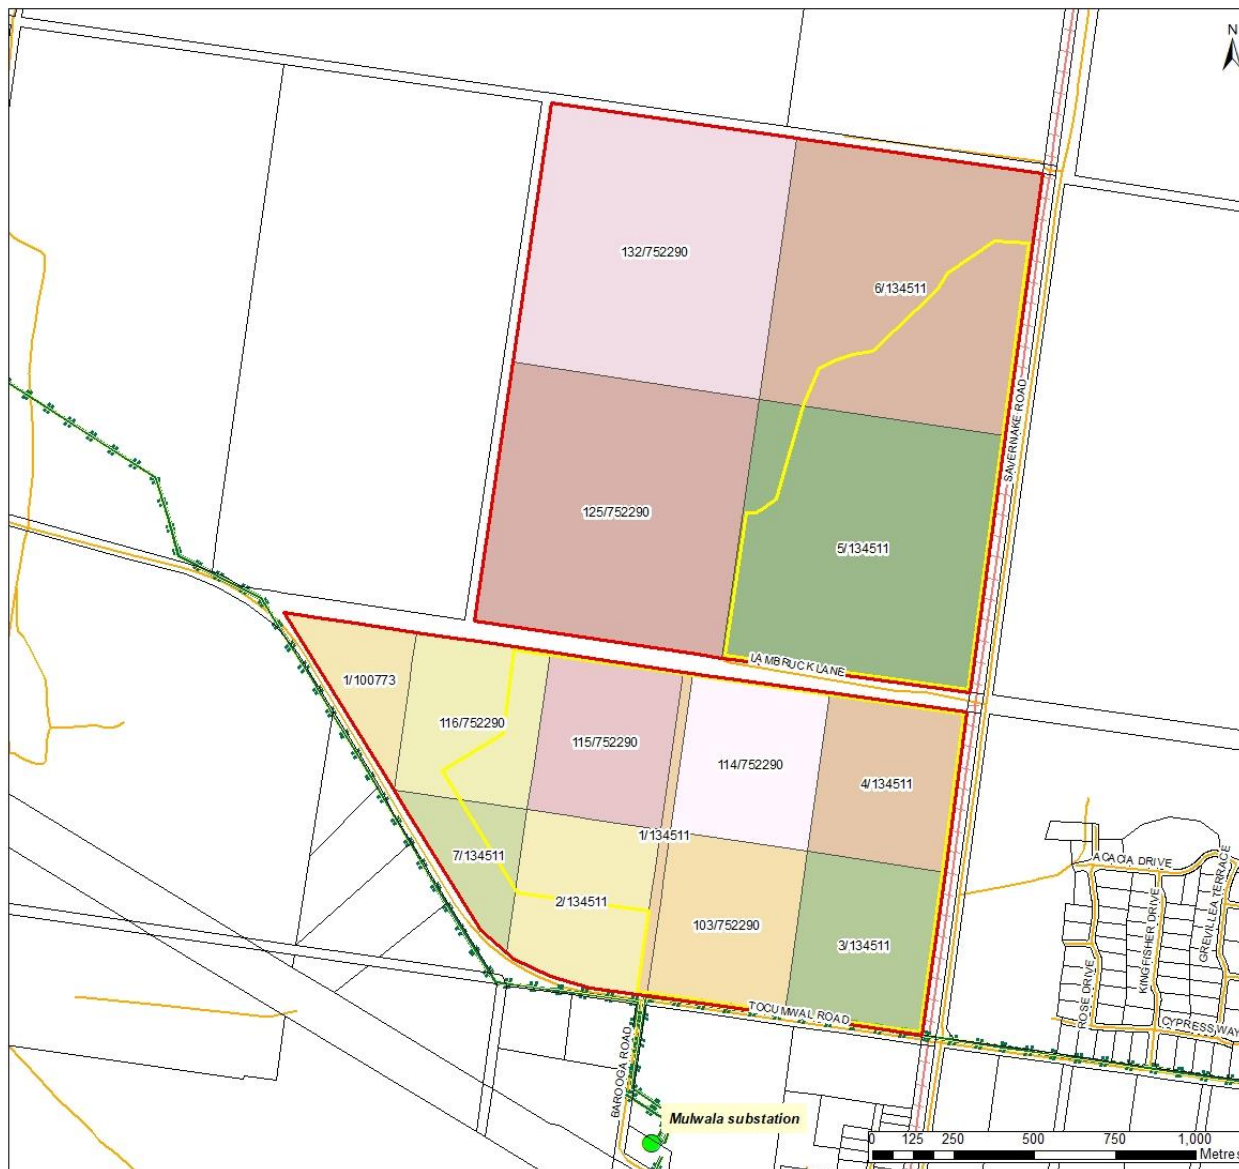 N
132/752290
6/134511
SAVERNAKE ROAD
125/752290
5/134511
LAMBRUCK LANE
1/100773
116/752290
115/752290
114/752290
4/134511
1/134511
7/134511
2/134511
103/752290
3/134511
ACACIA DRIVE
GREVILLEA TERRACE
KINGFISHER DRIVE
ROSE DRIVE
CYPRESS WAY
TOCUMWAL ROAD
BAROOGA ROAD
Mulwala substation
0 125 250 500 750 1,000
Metres